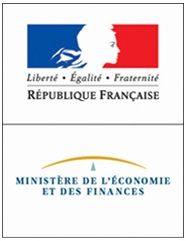 Liberté • Égalité • Fraternité
RÉPUBLIQUE FRANÇAISE
MINISTÈRE DE L'ÉCONOMIE
ET DES FINANCES